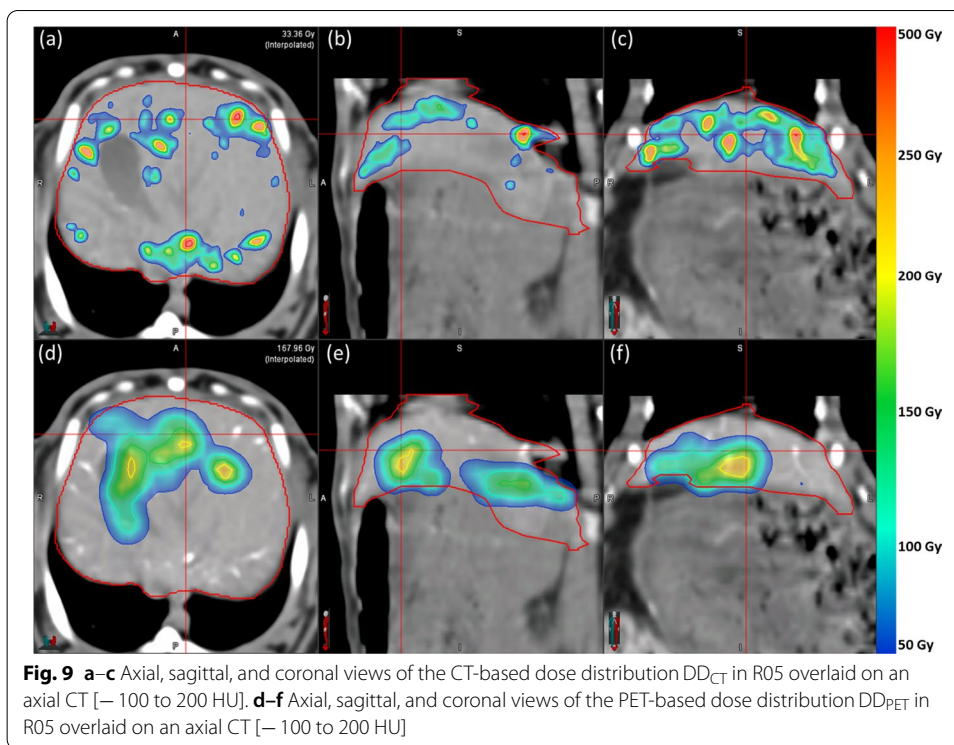 (a) A 33.36 Gy (Interpolated)
R L
P
(b) S
A P
I
(c) S
R L
I
(d) A 167.96 Gy (Interpolated)
R L
P
(e) S
A P
I
(f) S
R L
I
500 Gy
250 Gy
200 Gy
150 Gy
100 Gy
50 Gy
Fig. 9 a–c Axial, sagittal, and coronal views of the CT-based dose distribution DDCT in R05 overlaid on an
axial CT [− 100 to 200 HU]. d–f Axial, sagittal, and coronal views of the PET-based dose distribution DDPET in
R05 overlaid on an axial CT [− 100 to 200 HU]